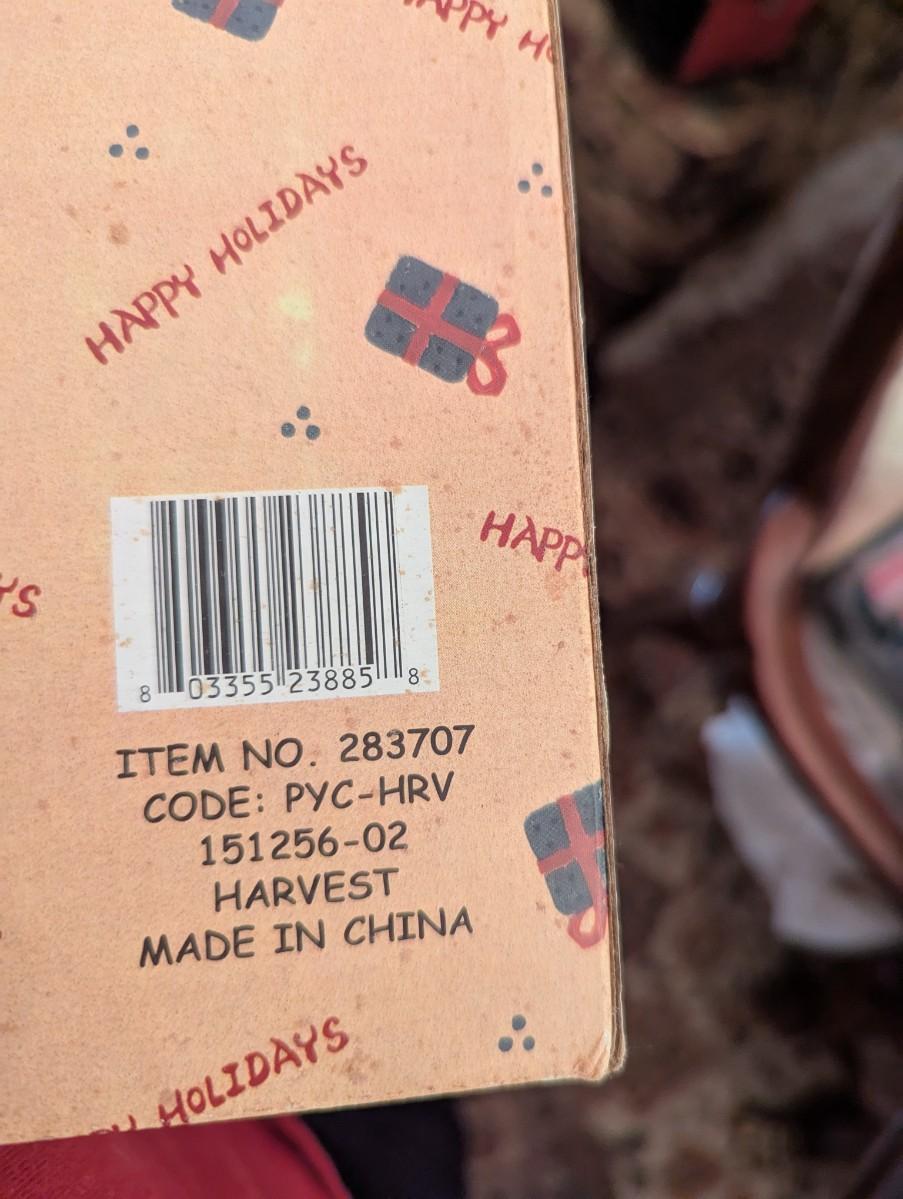 HAPPY
HAPPY HOLIDAYS
HAPPY
YS
8 03355 23885 8
ITEM NO. 283707
CODE: PYC-HRV
151256-02
HARVEST
MADE IN CHINA
HOLIDAYS